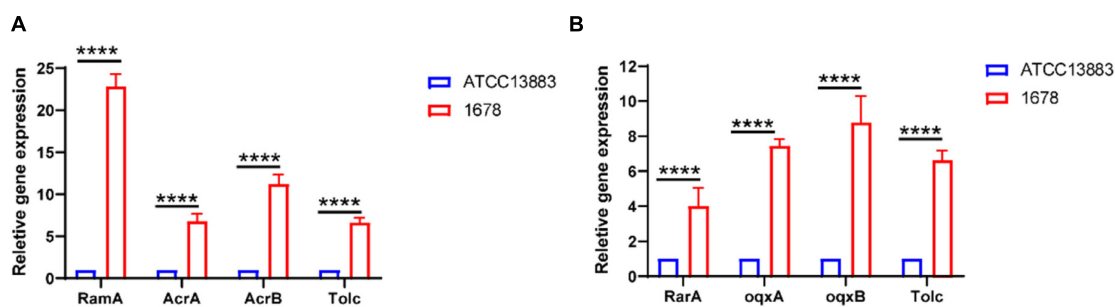 A
Reletive gene expression
25
20
15
10
5
0
****
****
****
****
RamA AcrA AcrB Tolc
ATCC13883
1678
B
Reletive gene expression
12
10
8
6
4
2
0
****
****
****
****
RarA oqxA oqxB Tolc
ATCC13883
1678